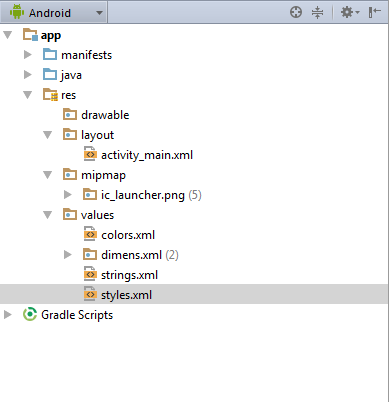 Android
app
manifests
java
res
drawable
layout
activity_main.xml
mipmap
ic_launcher.png (5)
values
colors.xml
dimens.xml (2)
strings.xml
styles.xml
Gradle Scripts